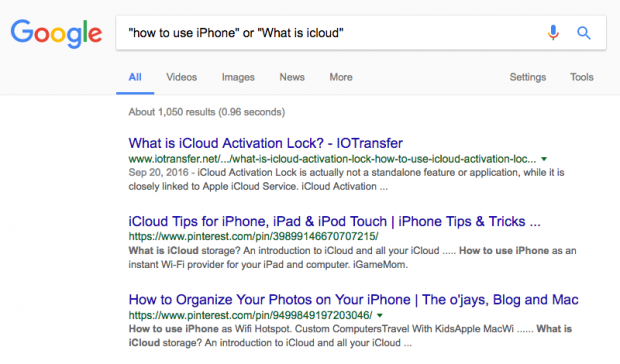 Google
"how to use iPhone" or "What is icloud"
All Videos Images News More Settings Tools
About 1,050 results (0.96 seconds)
What is iCloud Activation Lock? - IOTransfer
www.iotransfer.net/.../what-is-icloud-activation-lock-how-to-use-icloud-activation-loc...
Sep 20, 2016 - iCloud Activation Lock is actually not a standalone feature or application, while it is
closely linked to Apple iCloud Service. iCloud Activation ...
iCloud Tips for iPhone, iPad & iPod Touch | iPhone Tips & Tricks ...
https://www.pinterest.com/pin/39899146670707215/
What is iCloud storage? An introduction to iCloud and all your iCloud ..... How to use iPhone as an
instant Wi-Fi provider for your iPad and computer. iGameMom.
How to Organize Your Photos on Your iPhone | The o'jays, Blog and Mac
https://www.pinterest.com/pin/9499849197203046/
How to use iPhone as Wifi Hotspot. Custom ComputersTravel With KidsApple MacWi ...... What is
iCloud storage? An introduction to iCloud and all your iCloud ...